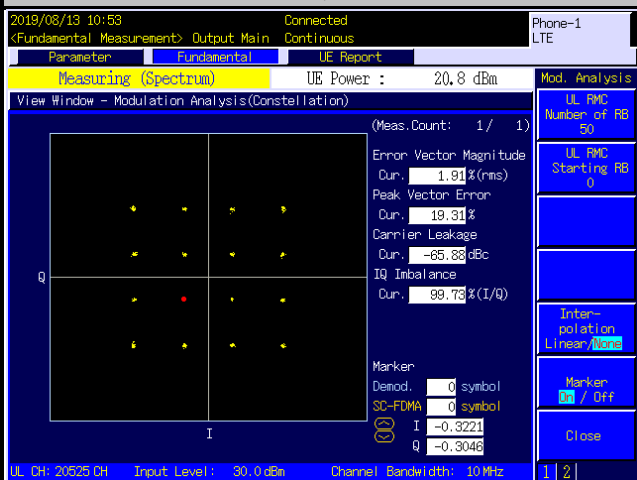 2019/08/13 10:53 Connected
<Fundamental Measurement> Output Main Continuous
Phone-1
LTE
Parameter Fundamental UE Report
Measuring (Spectrum) UE Power : 20.8 dBm
Mod. Analysis
View Window - Modulation Analysis(Constellation)
(Meas.Count: 1/ 1)
Error Vector Magnitude
Cur. 1.91 %(rms)
Peak Vector Error
Cur. 19.31 %
Carrier Leakage
Cur. -65.88 dBc
IQ Imbalance
Cur. 99.73 %(I/Q)
Q
I
Marker
Demod. 0 symbol
SC-FDMA 0 symbol
I -0.3221
Q -0.3046
UL RMC
Number of RB
50
UL RMC
Starting RB
0
Inter-
polation
Linear/None
Marker
On / Off
Close
UL CH: 20525 CH Input Level: 30.0 dBm Channel Bandwidth: 10 MHz
1 2